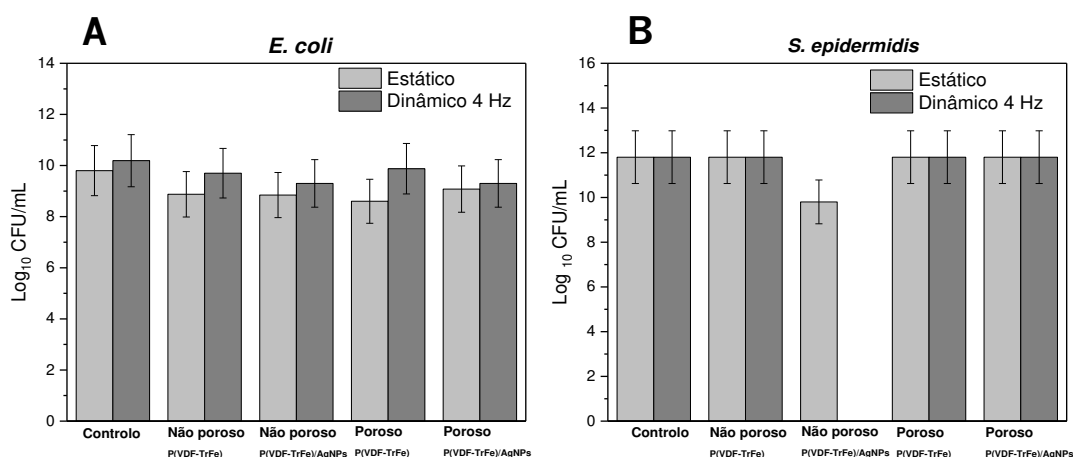 A
E. coli
Estático
Dinâmico 4 Hz
Log10 CFU/mL
14
12
10
8
6
4
2
0
Controlo
Não poroso
P(VDF-TrFe)
Não poroso
P(VDF-TrFe)/AgNPs
Poroso
P(VDF-TrFe)
Poroso
P(VDF-TrFe)/AgNPs
B
S. epidermidis
Estático
Dinâmico 4 Hz
Log 10 CFU/mL
16
14
12
10
8
6
4
2
0
Controlo
Não poroso
P(VDF-TrFe)
Não poroso
P(VDF-TrFe)/AgNPs
Poroso
P(VDF-TrFe)
Poroso
P(VDF-TrFe)/AgNPs